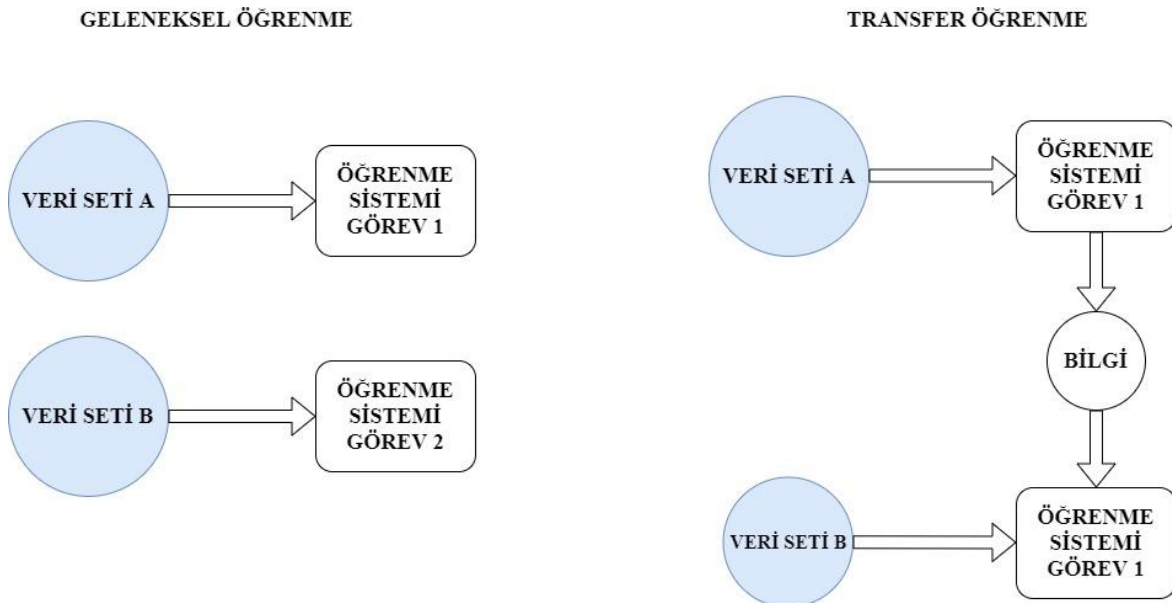 GELENEKSEL ÖĞRENME
VERİ SETİ A
ÖĞRENME
SİSTEMİ
GÖREV 1
VERİ SETİ B
ÖĞRENME
SİSTEMİ
GÖREV 2
TRANSFER ÖĞRENME
VERİ SETİ A
ÖĞRENME
SİSTEMİ
GÖREV 1
BİLGİ
VERİ SETİ B
ÖĞRENME
SİSTEMİ
GÖREV 1